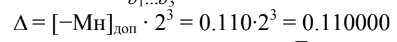 Δ = [−Мн]доп · 2³ = 0.110·2³ = 0.110000